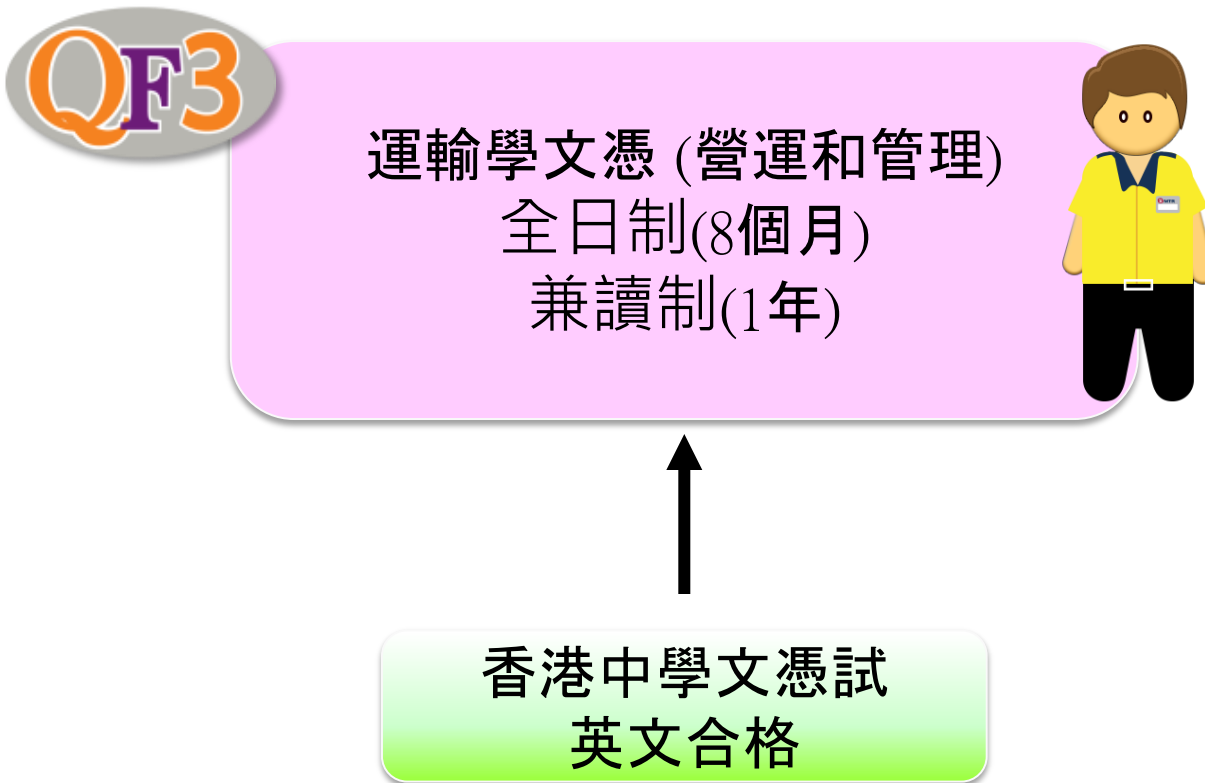 QF3
運輸學文憑 (營運和管理)
全日制(8個月)
兼讀制(1年)
MTR
香港中學文憑試
英文合格